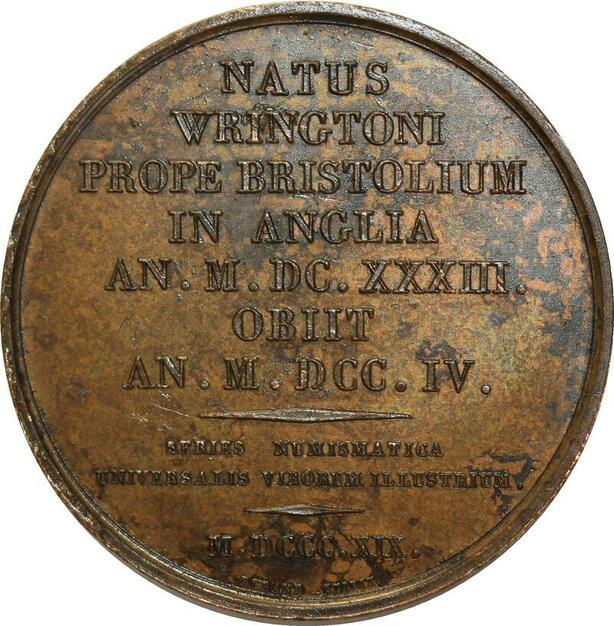 NATUS
WRINGTONI
PROPE BRISTOLIUM
IN ANGLIA
AN. M. DC. XXXIII.
OBIIT
AN. M. DCC. IV.
SERIES NUMISMATICA
UNIVERSALIS VIRORUM ILLUSTRIUM.
M. DCCC. XIX.